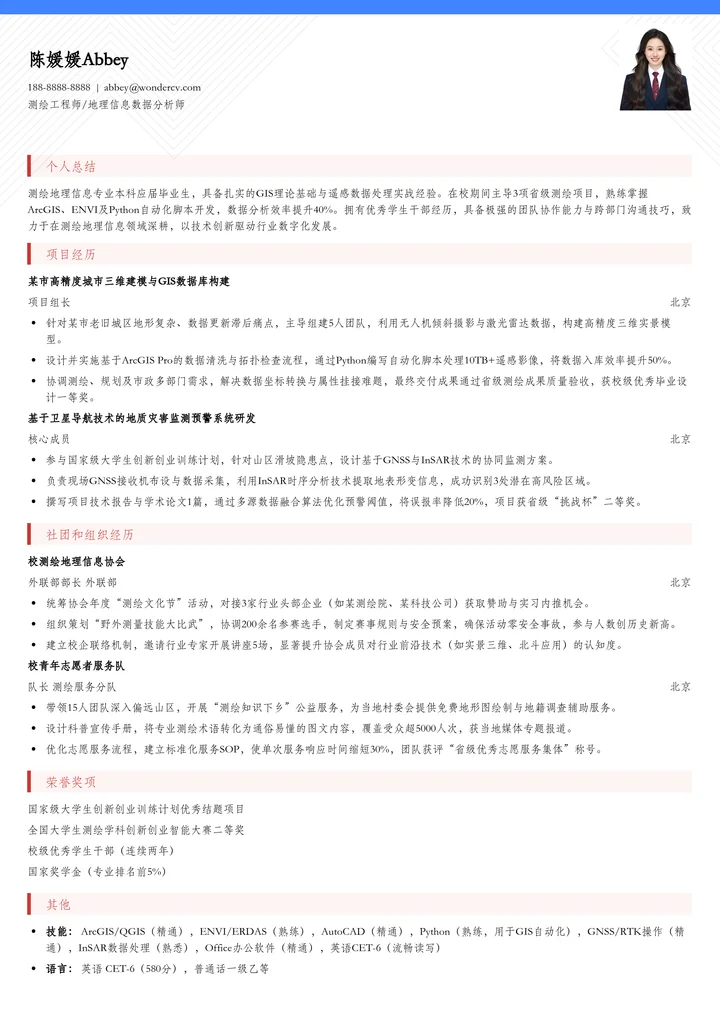 陈媛媛Abbey
188-8888-8888 | abbey@wondercv.com
测绘工程师/地理信息数据分析师
个人总结
测绘地理信息专业本科应届毕业生，具备扎实的GIS理论基础与遥感数据处理实战经验。在校期间主导3项省级测绘项目，熟练掌握
ArcGIS、ENVI及Python自动化脚本开发，数据分析效率提升40%。拥有优秀学生干部经历，具备极强的团队协作能力与跨部门沟通技巧，致
力于在测绘地理信息领域深耕，以技术创新驱动行业数字化发展。
项目经历
某市高精度城市三维建模与GIS数据库构建
项目组长 北京
• 针对某市老旧城区地形复杂、数据更新滞后痛点，主导组建5人团队，利用无人机倾斜摄影与激光雷达数据，构建高精度三维实景模
型。
• 设计并实施基于ArcGIS Pro的数据清洗与拓扑检查流程，通过Python编写自动化脚本处理10TB+遥感影像，将数据入库效率提升50%。
• 协调测绘、规划及市政多部门需求，解决数据坐标转换与属性挂接难题，最终交付成果通过省级测绘成果质量验收，获校级优秀毕业设
计一等奖。
基于卫星导航技术的地质灾害监测预警系统研发
核心成员 北京
• 参与国家级大学生创新创业训练计划，针对山区滑坡隐患点，设计基于GNSS与InSAR技术的协同监测方案。
• 负责现场GNSS接收机布设与数据采集，利用InSAR时序分析技术提取地表形变信息，成功识别3处潜在高风险区域。
• 撰写项目技术报告与学术论文1篇，通过多源数据融合算法优化预警阈值，将误报率降低20%，项目获省级“挑战杯”二等奖。
社团和组织经历
校测绘地理信息协会
外联部部长 外联部 北京
• 统筹协会年度“测绘文化节”活动，对接3家行业头部企业（如某测绘院、某科技公司）获取赞助与实习内推机会。
• 组织策划“野外测量技能大比武”，协调200余名参赛选手，制定赛事规则与安全预案，确保活动零安全事故，参与人数创历史新高。
• 建立校企联络机制，邀请行业专家开展讲座5场，显著提升协会成员对行业前沿技术（如实景三维、北斗应用）的认知度。
校青年志愿者服务队
队长 测绘服务分队 北京
• 带领15人团队深入偏远山区，开展“测绘知识下乡”公益服务，为当地村委会提供免费地形图绘制与地籍调查辅助服务。
• 设计科普宣传手册，将专业测绘术语转化为通俗易懂的图文内容，覆盖受众超5000人次，获当地媒体专题报道。
• 优化志愿服务流程，建立标准化服务SOP，使单次服务响应时间缩短30%，团队获评“省级优秀志愿服务集体”称号。
荣誉奖项
国家级大学生创新创业训练计划优秀结题项目
全国大学生测绘学科创新创业智能大赛二等奖
校级优秀学生干部（连续两年）
国家奖学金（专业排名前5%）
其他
• 技能： ArcGIS/QGIS（精通）, ENVI/ERDAS（熟练）, AutoCAD（精通）, Python（熟练，用于GIS自动化）, GNSS/RTK操作（精
通）, InSAR数据处理（熟悉）, Office办公软件（精通）, 英语CET-6（流畅读写）
• 语言： 英语 CET-6（580分）, 普通话一级乙等